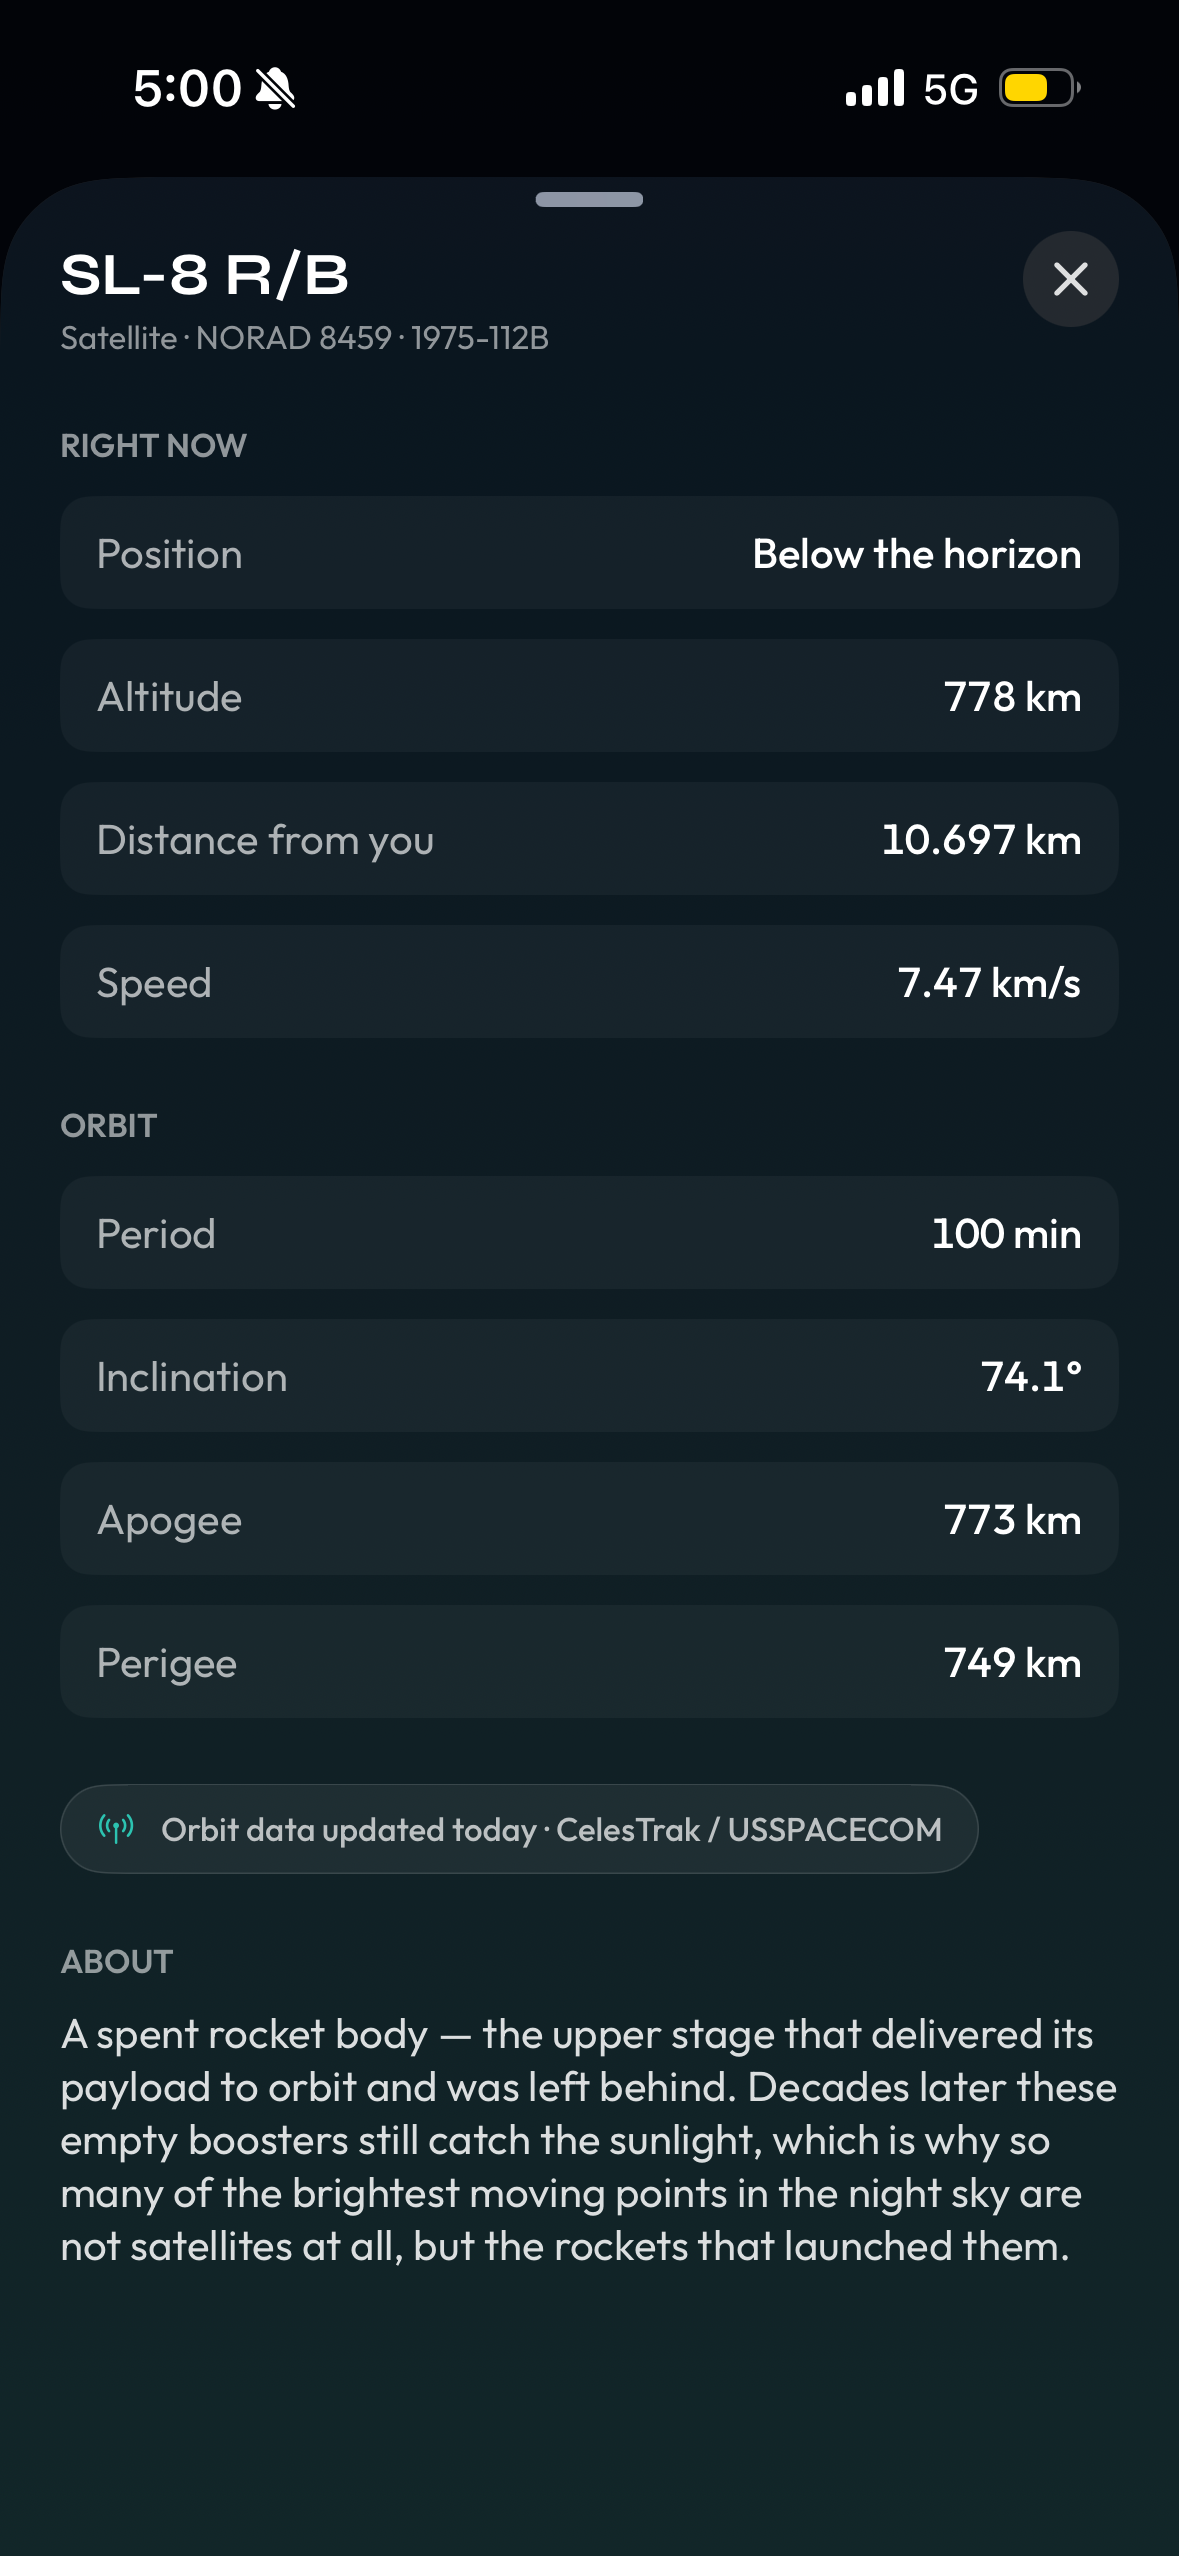 5:00
5G
SL-8 R/B
Satellite · NORAD 8459 · 1975-112B
RIGHT NOW
Position Below the horizon
Altitude 778 km
Distance from you 10.697 km
Speed 7.47 km/s
ORBIT
Period 100 min
Inclination 74.1°
Apogee 773 km
Perigee 749 km
Orbit data updated today · CelesTrak / USSPACECOM
ABOUT
A spent rocket body — the upper stage that delivered its
payload to orbit and was left behind. Decades later these
empty boosters still catch the sunlight, which is why so
many of the brightest moving points in the night sky are
not satellites at all, but the rockets that launched them.